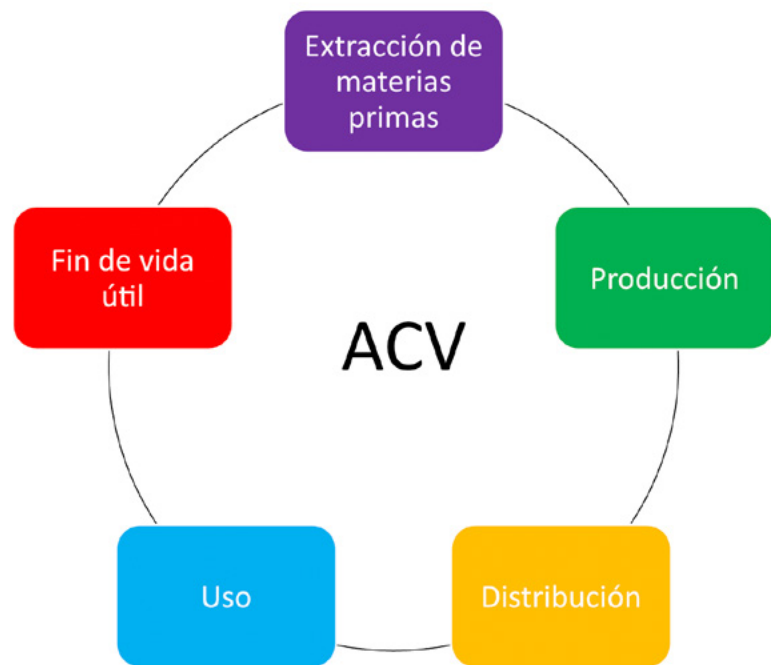 Extracción de
materias
primas
Producción
Distribución
Uso
Fin de vida
útil
ACV